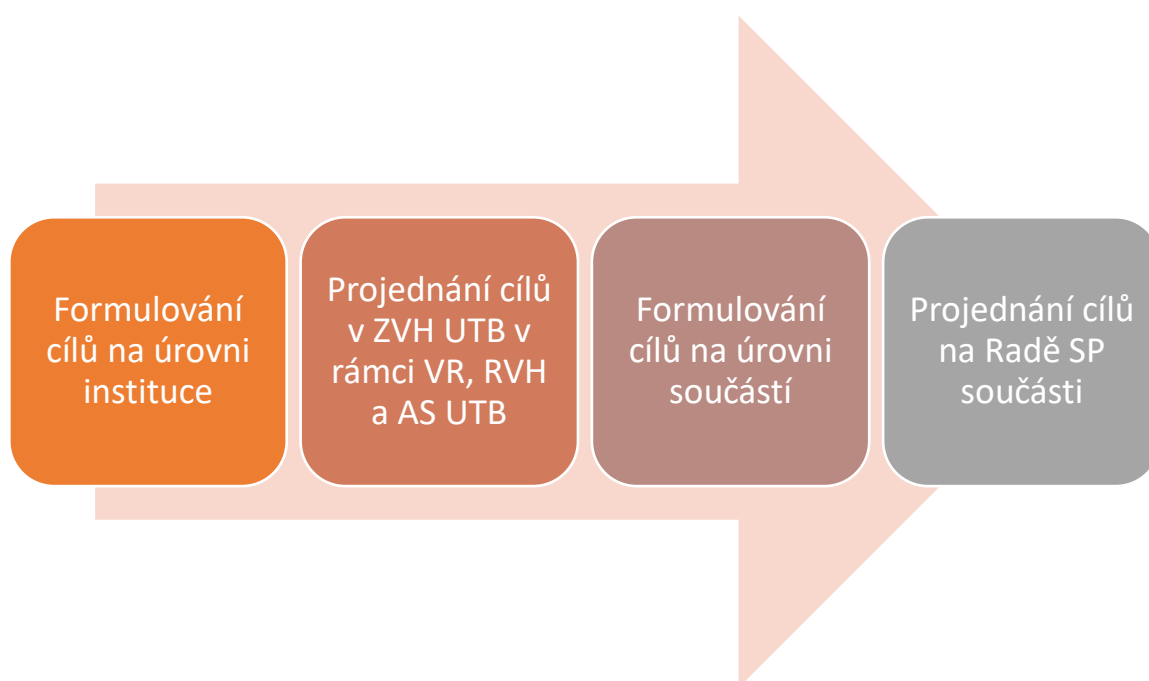 Formulování
cílů na úrovni
instituce
Projednání cílů
v ZVH UTB v
rámci VR, RVH
a AS UTB
Formulování
cílů na úrovni
součástí
Projednání cílů
na Radě SP
součásti